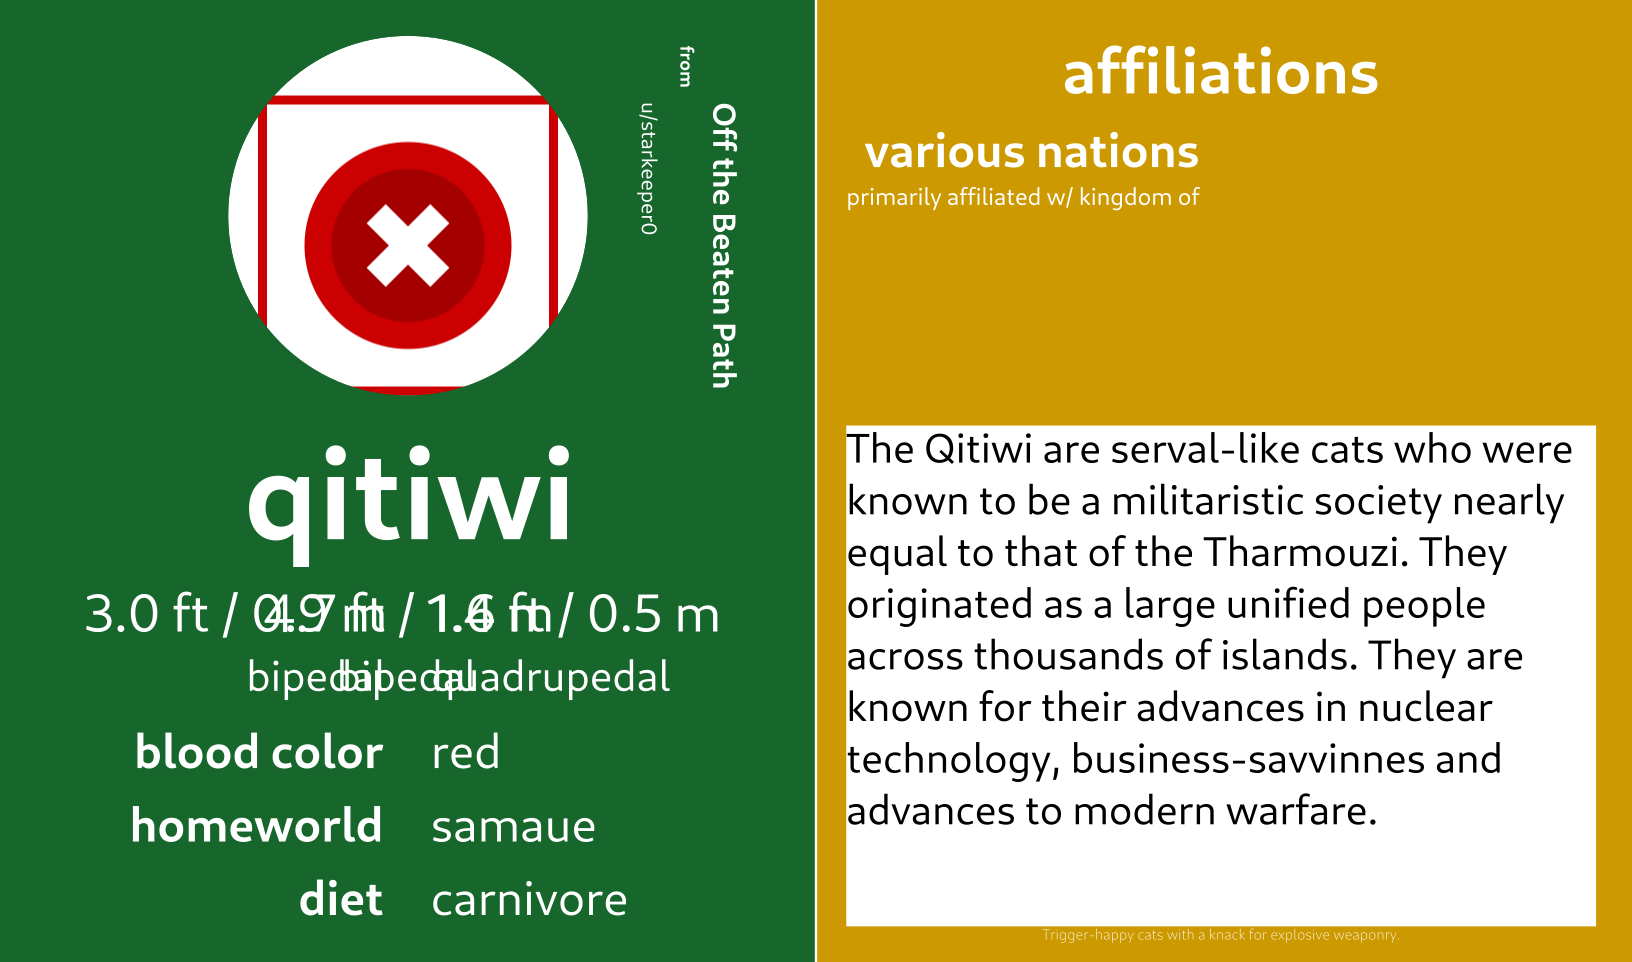 from
Off the Beaten Path
u/starkeeper0
qitiwi
3.0 ft / 0.9 m
4.7 ft / 1.4 m
1.6 ft / 0.5 m
bipedal
bipedal
quadrupedal
blood color red
homeworld samaue
diet carnivore
affiliations
various nations
primarily affiliated w/ kingdom of
The Qitiwi are serval-like cats who were
known to be a militaristic society nearly
equal to that of the Tharmouzi. They
originated as a large unified people
across thousands of islands. They are
known for their advances in nuclear
technology, business-savvinnes and
advances to modern warfare.
Trigger-happy cats with a knack for explosive weaponry.